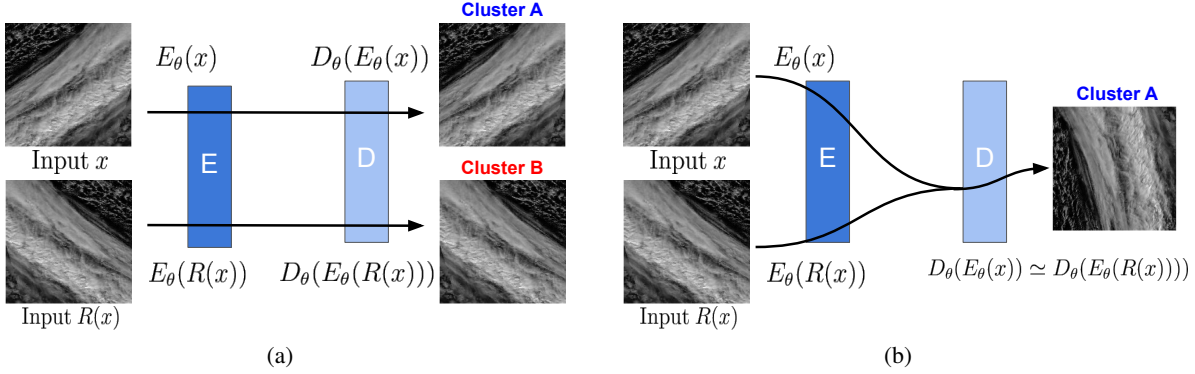 Cluster A
E_θ(x) D_θ(E_θ(x))
E D
Input x
Cluster B
E_θ(R(x)) D_θ(E_θ(R(x)))
Input R(x)
(a)
E_θ(x)
Cluster A
E D
Input x
E_θ(R(x)) D_θ(E_θ(x)) ≃ D_θ(E_θ(R(x))))
Input R(x)
(b)